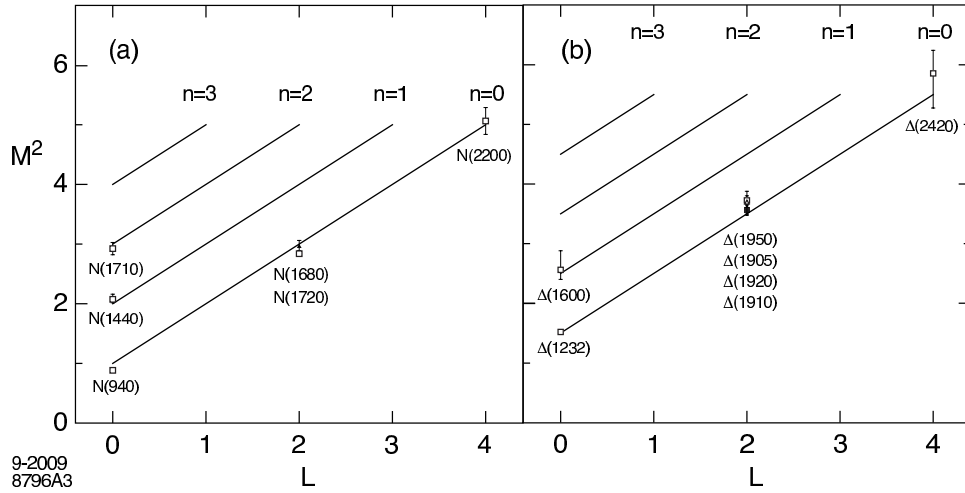 (a)
n=3 n=2 n=1 n=0
M²
6
4
2
0
N(2200)
N(1710)
N(1680)
N(1720)
N(1440)
N(940)
0 1 2 3 4
L
(b)
n=3 n=2 n=1 n=0
Δ(2420)
Δ(1950)
Δ(1905)
Δ(1920)
Δ(1910)
Δ(1600)
Δ(1232)
0 1 2 3 4
L
9-2009
8796A3